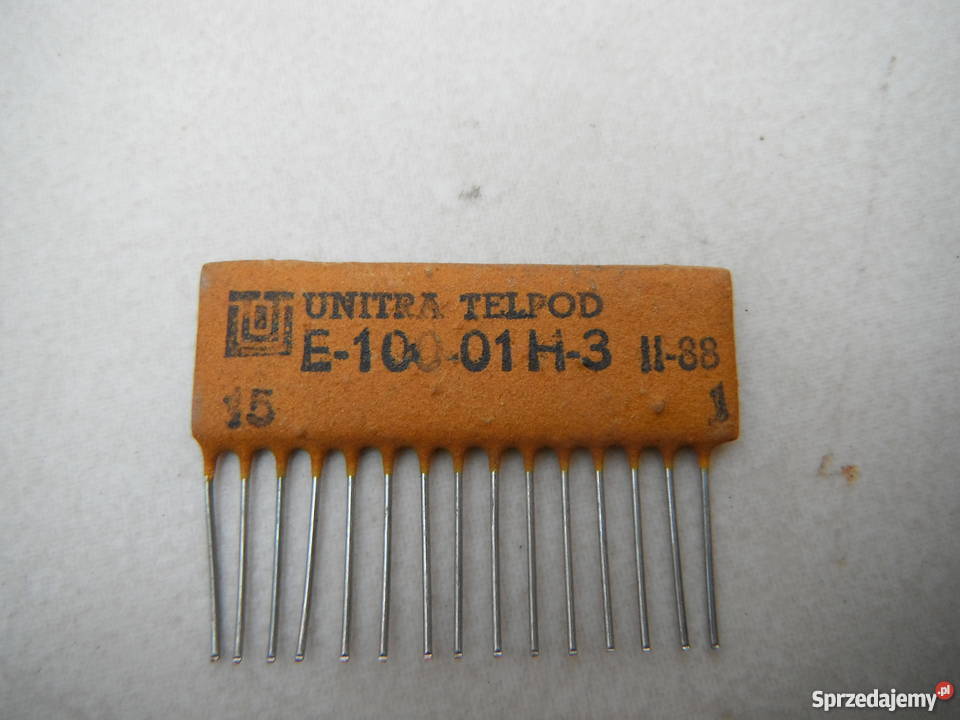 UNITRA TELPOD
E-100-01H-3 II-88
15 1
Sprzedajemy.pl